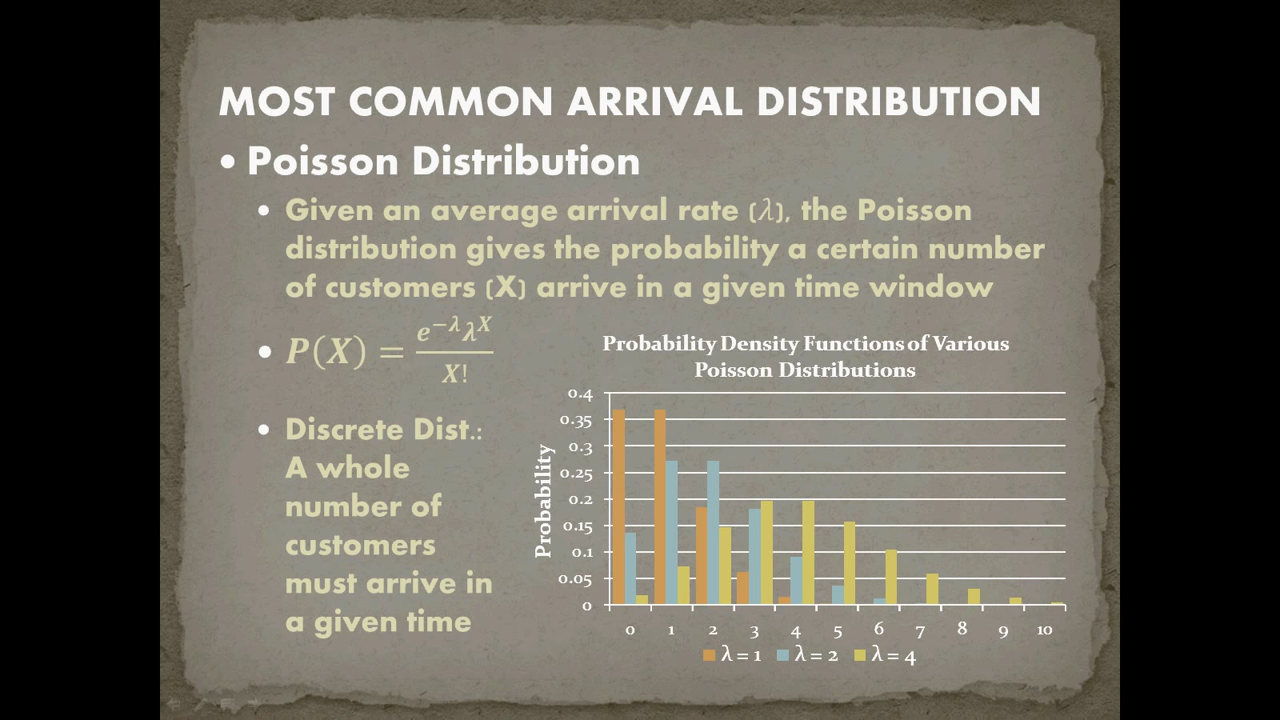 MOST COMMON ARRIVAL DISTRIBUTION
• Poisson Distribution
• Given an average arrival rate (λ), the Poisson
distribution gives the probability a certain number
of customers (X) arrive in a given time window
• P(X) = e^{−λ}λ^X / X!
• Discrete Dist.:
A whole
number of
customers
must arrive in
a given time
Probability Density Functions of Various
Poisson Distributions
Probability
0.4
0.35
0.3
0.25
0.2
0.15
0.1
0.05
0
0 1 2 3 4 5 6 7 8 9 10
λ = 1 λ = 2 λ = 4